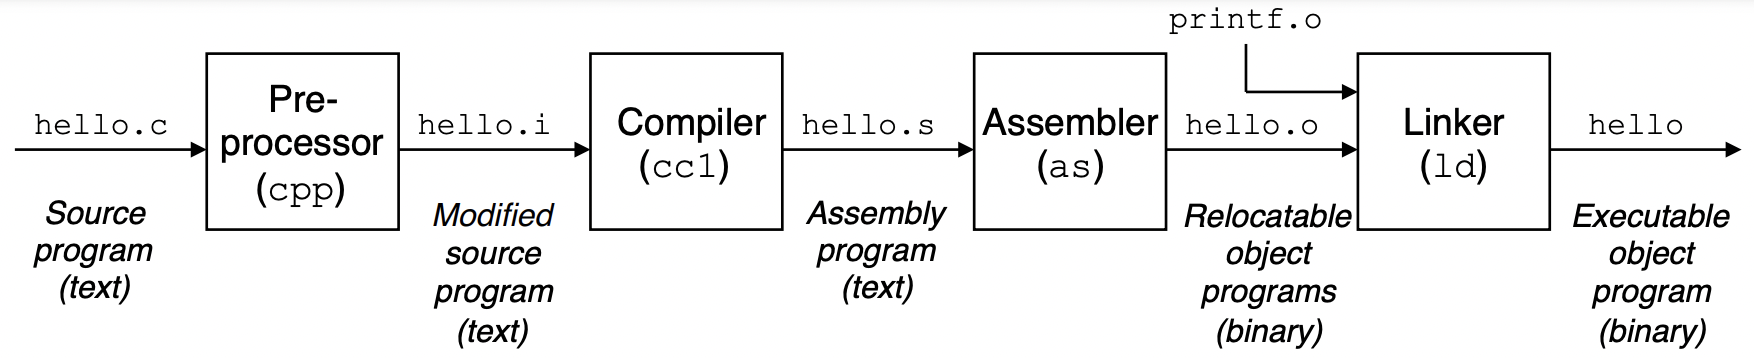 printf.o
hello.c
Pre-
processor
(cpp)
hello.i
Compiler
(cc1)
hello.s
Assembler
(as)
hello.o
Linker
(ld)
hello
Source
program
(text)
Modified
source
program
(text)
Assembly
program
(text)
Relocatable
object
programs
(binary)
Executable
object
program
(binary)